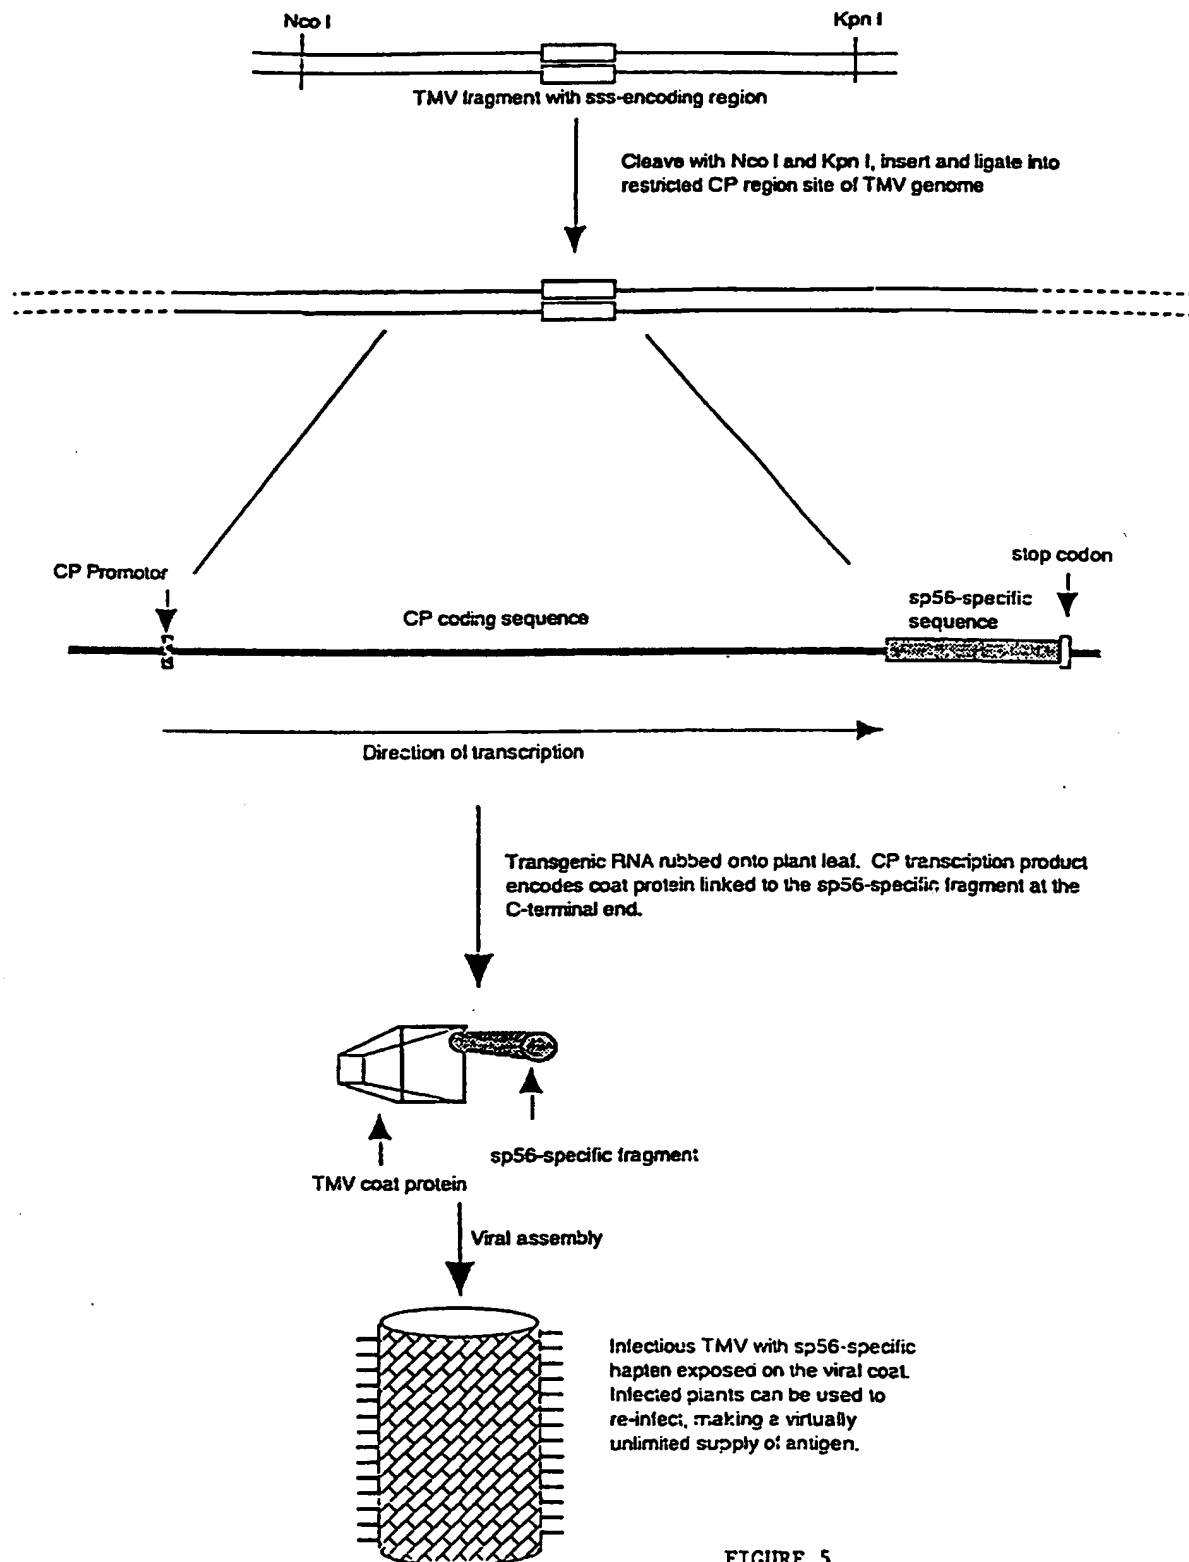 Nco I
Kpn I
TMV fragment with sss-encoding region
Cleave with Nco I and Kpn I, insert and ligate into
restricted CP region site of TMV genome
CP Promotor
stop codon
sp56-specific
sequence
CP coding sequence
Direction of transcription
Transgenic RNA rubbed onto plant leaf. CP transcription product
encodes coat protein linked to the sp56-specific fragment at the
C-terminal end.
sp56-specific fragment
TMV coat protein
Viral assembly
Infectious TMV with sp56-specific
hapten exposed on the viral coat.
Infected plants can be used to
re-infect, making a virtually
unlimited supply of antigen.
FIGURE 5